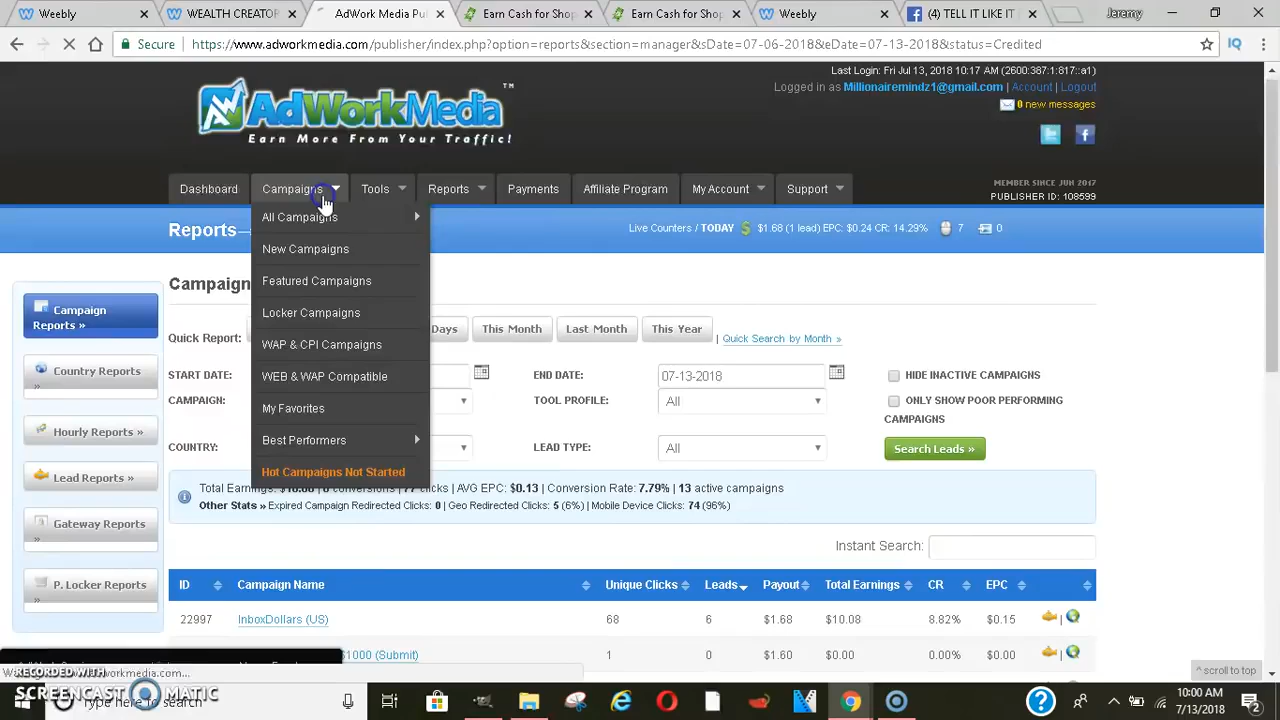 Weebly
WEALTH CREATOR
AdWork Media Pu
Earn Cash for Shop
Earn Cash for Shop
Weebly
(4) TELL IT LIKE IT
Jeremy
Secure
https://www.adworkmedia.com/publisher/index.php?option=reports&section=manager&sDate=07-06-2018&eDate=07-13-2018&status=Credited
Last Login: Fri Jul 13, 2018 10:17 AM (2600:387:1:817::a1)
Logged in as Millionairemindz1@gmail.com | Account | Logout
0 new messages
AdWorkMedia™
Earn More From Your Traffic!
Dashboard Campaigns Tools Reports Payments Affiliate Program My Account Support
MEMBER SINCE JUN 2017
PUBLISHER ID: 108599
All Campaigns
New Campaigns
Featured Campaigns
Locker Campaigns
WAP & CPI Campaigns
WEB & WAP Compatible
My Favorites
Best Performers
Hot Campaigns Not Started
Reports
Live Counters / TODAY $1.68 (1 lead) EPC: $0.24 CR: 14.29% 7 0
Campaign
Campaign Reports »
Country Reports »
Hourly Reports »
Lead Reports »
Gateway Reports »
P. Locker Reports »
Quick Report: Days This Month Last Month This Year | Quick Search by Month »
START DATE: END DATE: 07-13-2018 HIDE INACTIVE CAMPAIGNS
CAMPAIGN: TOOL PROFILE: All ONLY SHOW POOR PERFORMING CAMPAIGNS
COUNTRY: LEAD TYPE: All Search Leads »
Total Earnings: $10.08 | 6 conversions | 77 clicks | AVG EPC: $0.13 | Conversion Rate: 7.79% | 13 active campaigns
Other Stats » Expired Campaign Redirected Clicks: 0 | Geo Redirected Clicks: 5 (6%) | Mobile Device Clicks: 74 (96%)
Instant Search:
ID Campaign Name Unique Clicks Leads Payout Total Earnings CR EPC
22997 InboxDollars (US) 68 6 $1.68 $10.08 8.82% $0.15 |
$1000 (Submit) 1 0 $1.60 $0.00 0.00% $0.00 |
^ scroll to top
RECORDED WITH
SCREENCAST MATIC
Type here to search
10:00 AM
7/13/2018
2